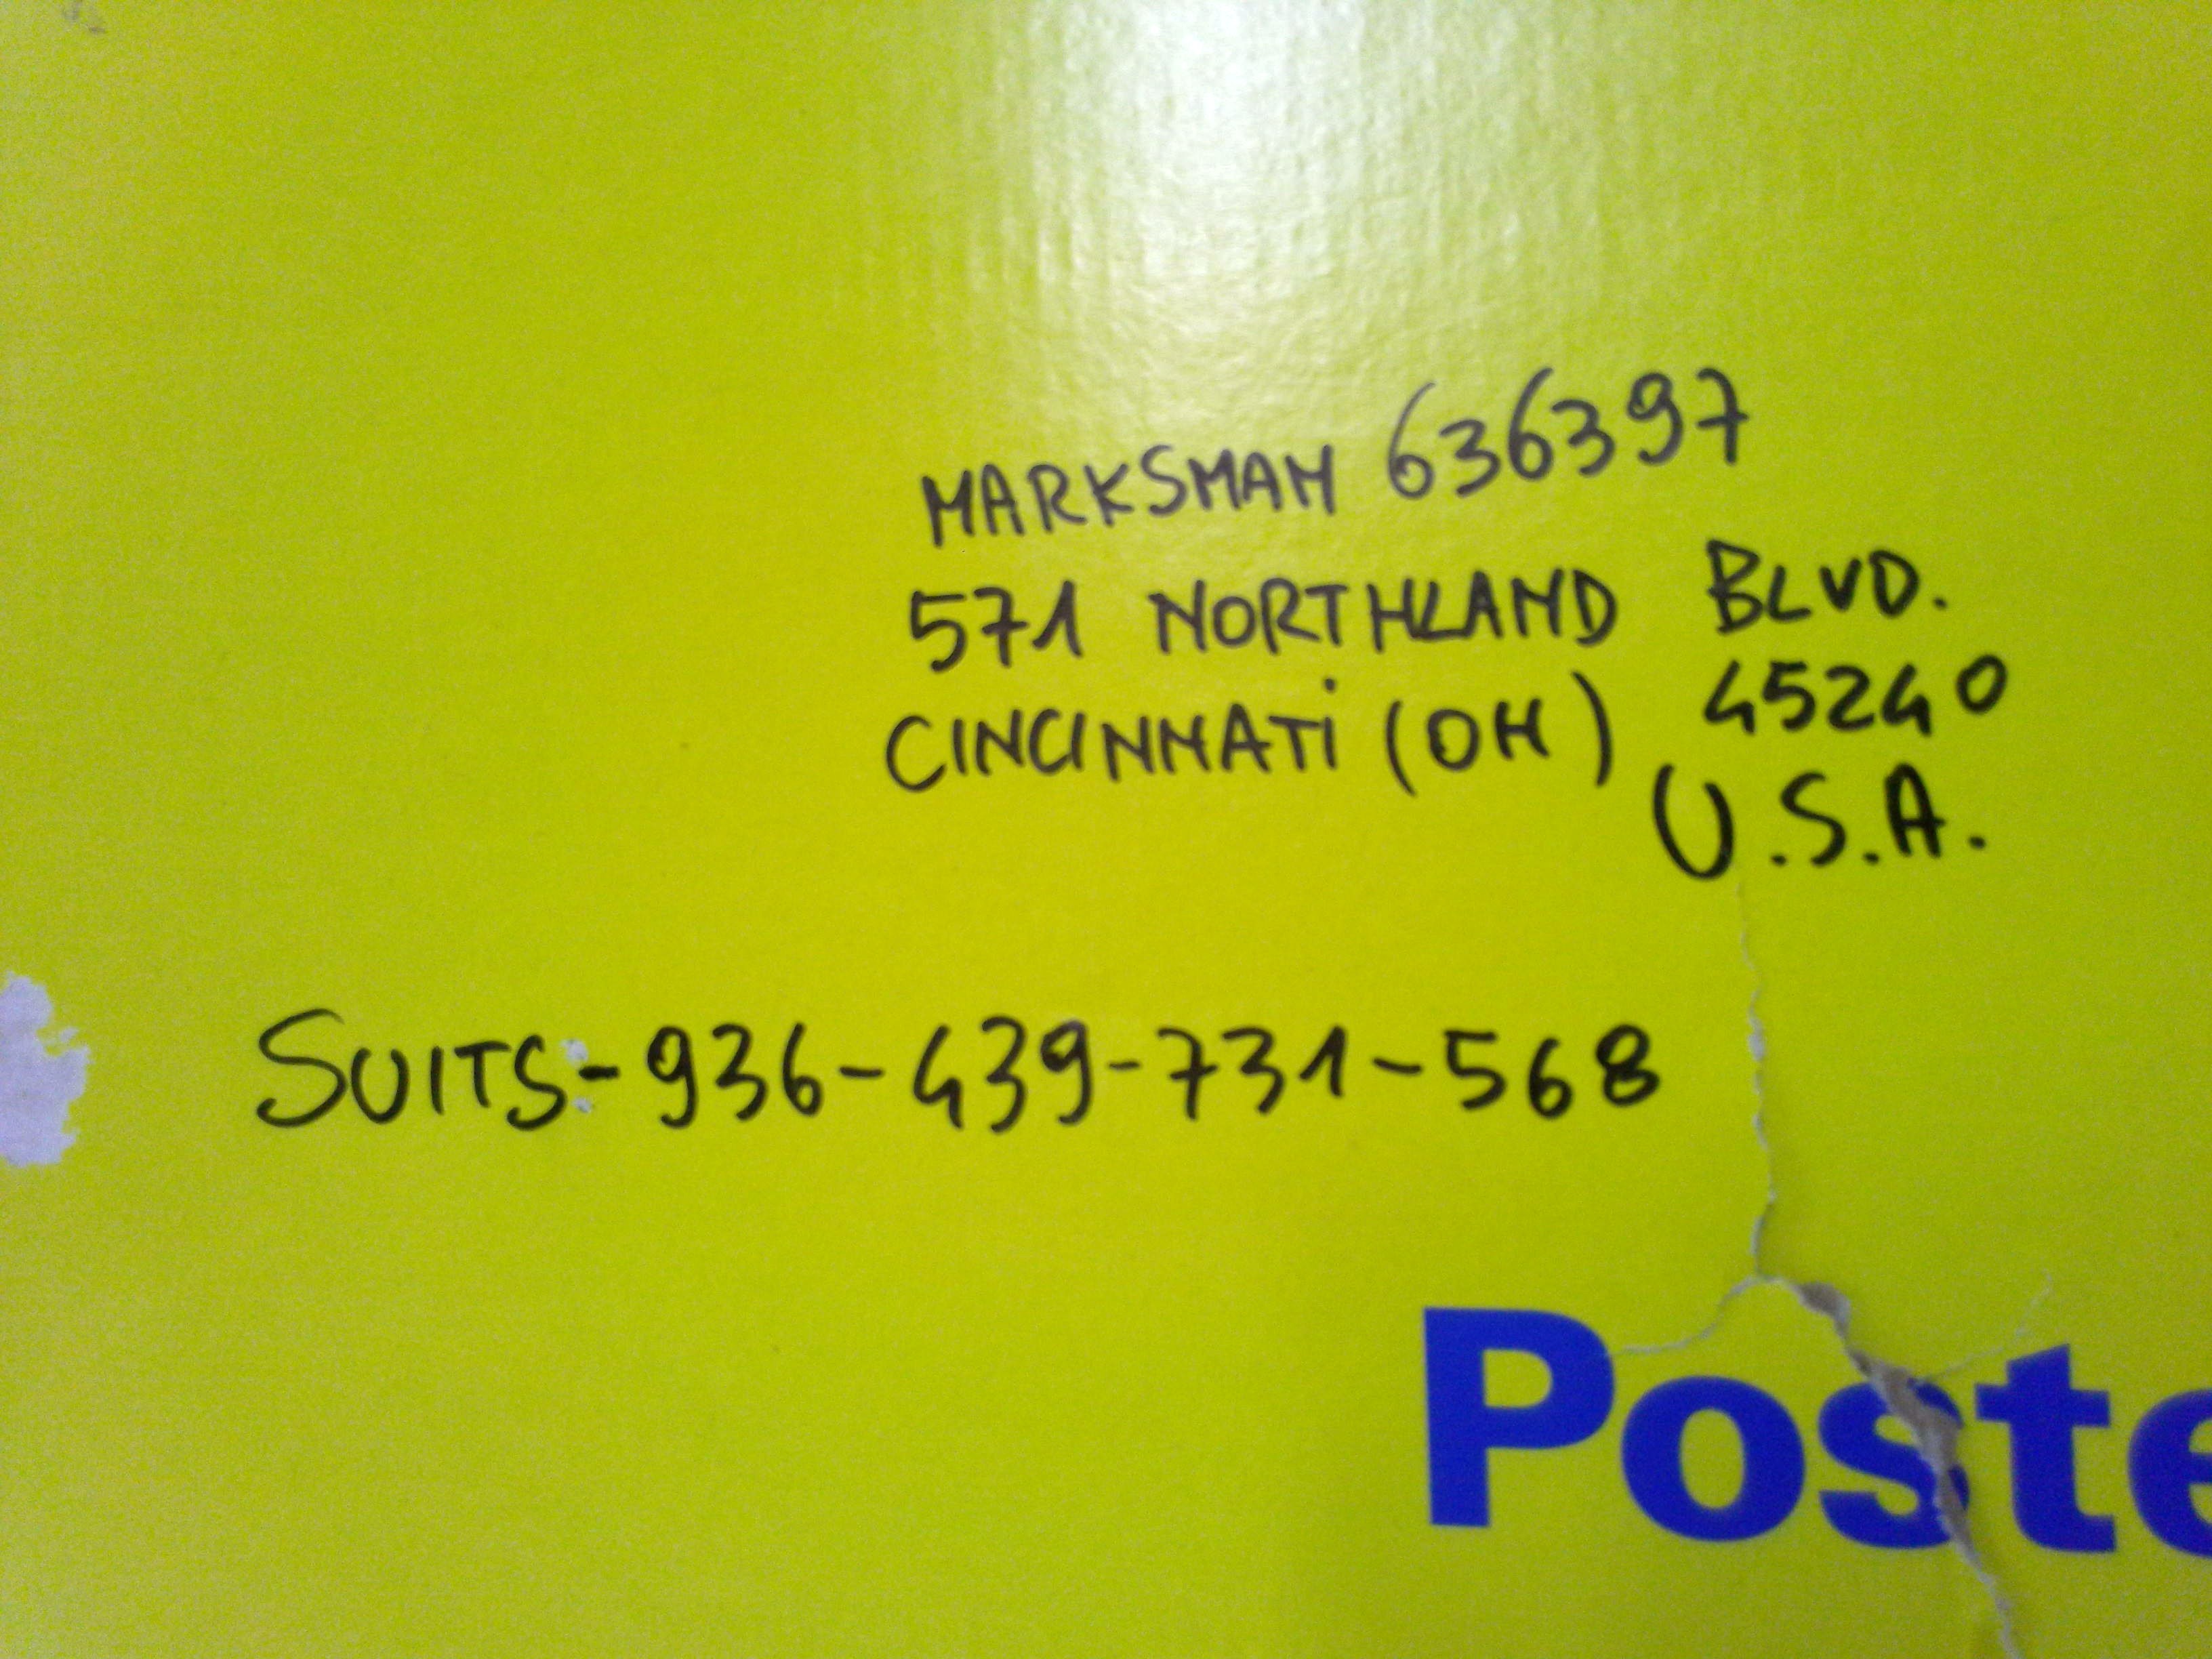 MARKSMAN 636397
571 NORTHLAND BLVD.
CINCINNATi (OH) 45240
U.S.A.
SUITS-936-439-731-568
Poste